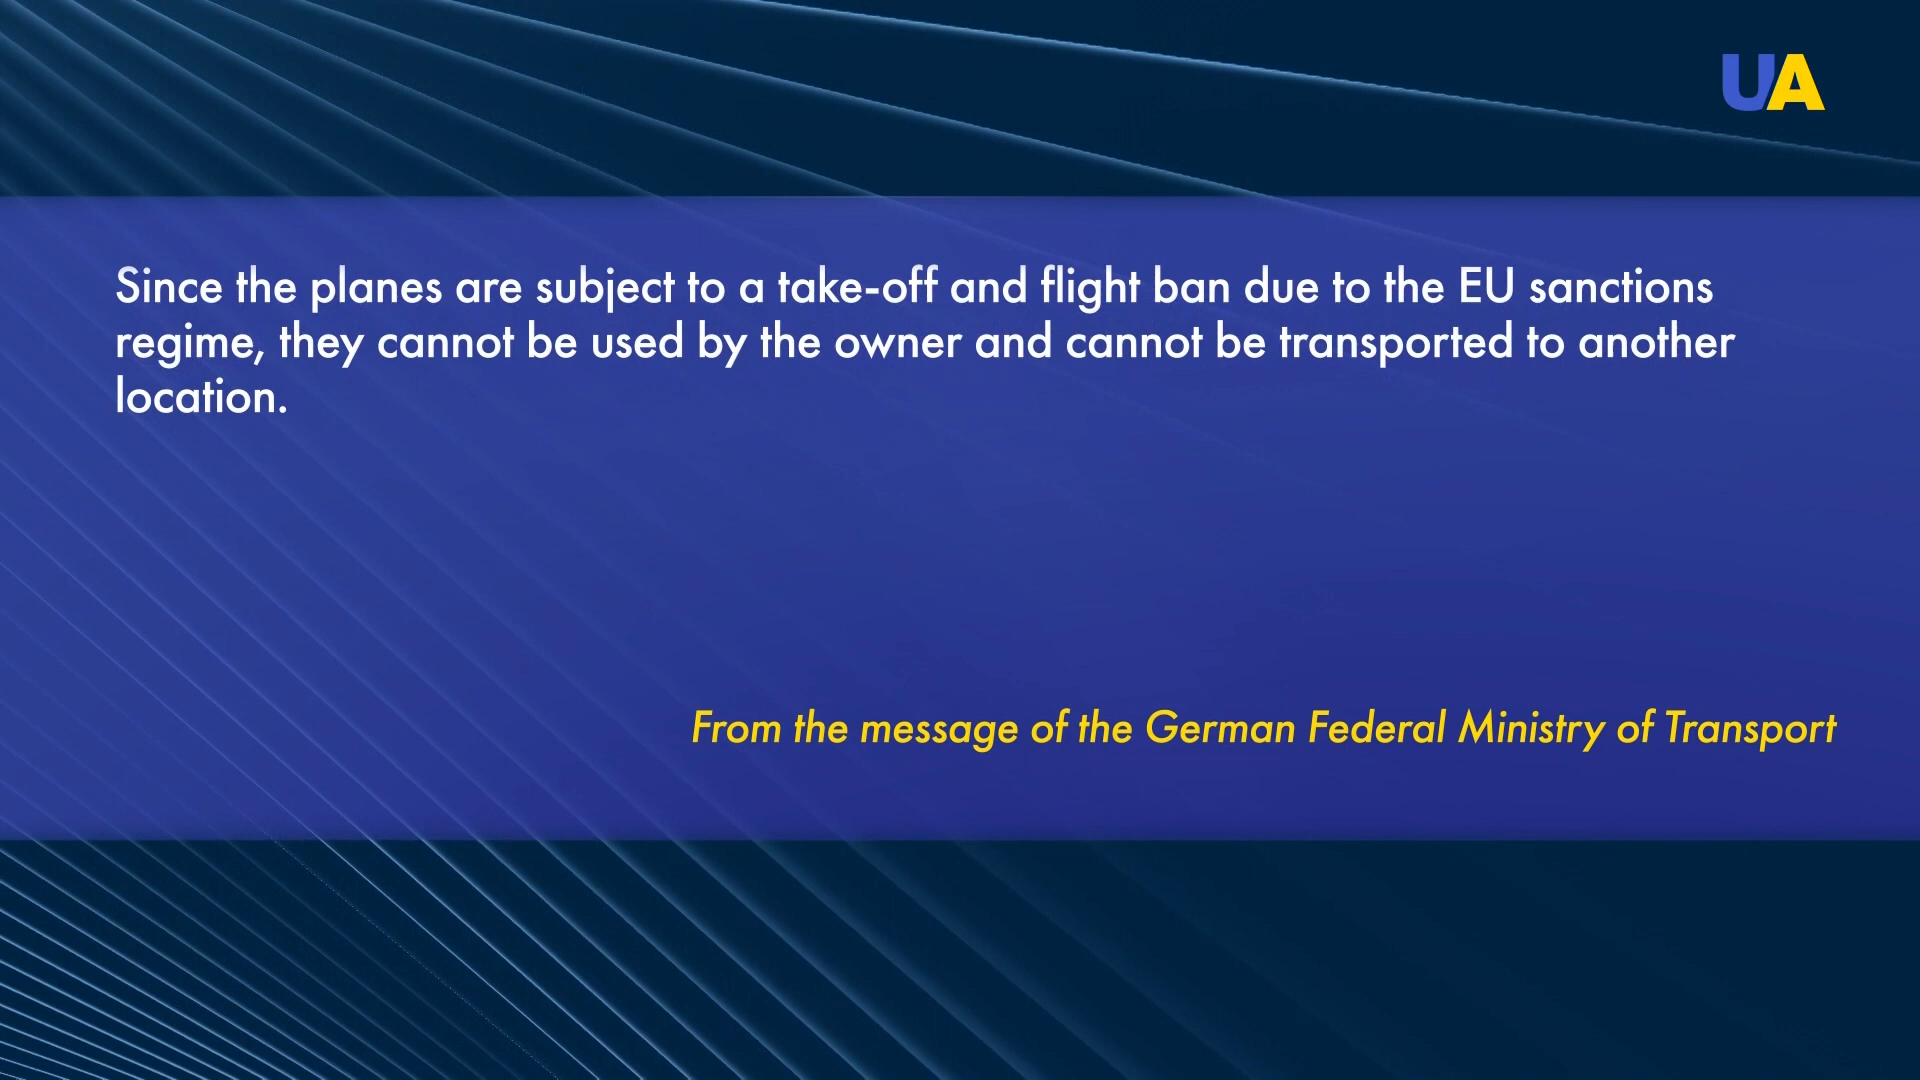 UA
Since the planes are subject to a take-off and flight ban due to the EU sanctions
regime, they cannot be used by the owner and cannot be transported to another
location.
From the message of the German Federal Ministry of Transport